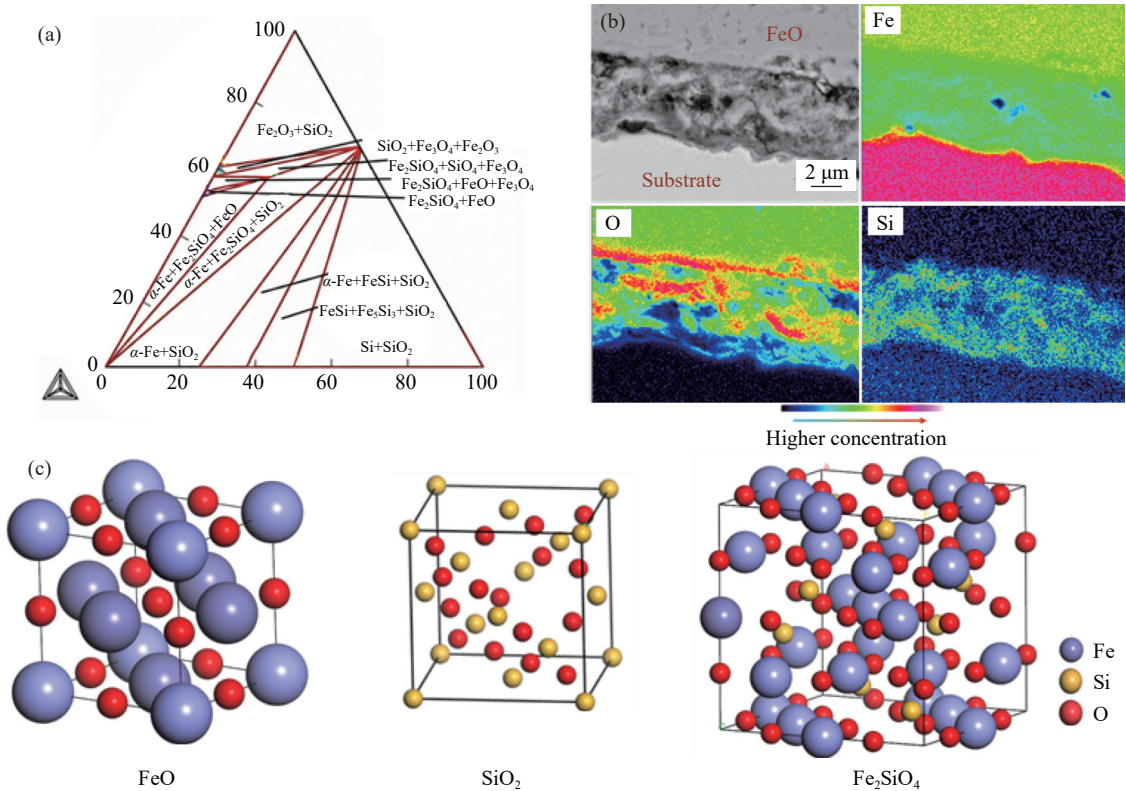 (a)
100
80
60
40
20
0
Fe₂O₃+SiO₂
SiO₂+Fe₃O₄+Fe₂O₃
Fe₂SiO₄+SiO₄+Fe₃O₄
Fe₂SiO₄+FeO+Fe₃O₄
Fe₂SiO₄+FeO
α-Fe+Fe₂SiO₄+FeO
α-Fe+Fe₂SiO₄+SiO₂
α-Fe+FeSi+SiO₂
FeSi+Fe₅Si₃+SiO₂
α-Fe+SiO₂
Si+SiO₂
0 20 40 60 80 100
(b)
FeO
Substrate
2 μm
Fe
O
Si
Higher concentration
(c)
FeO
SiO₂
Fe₂SiO₄
Fe
Si
O